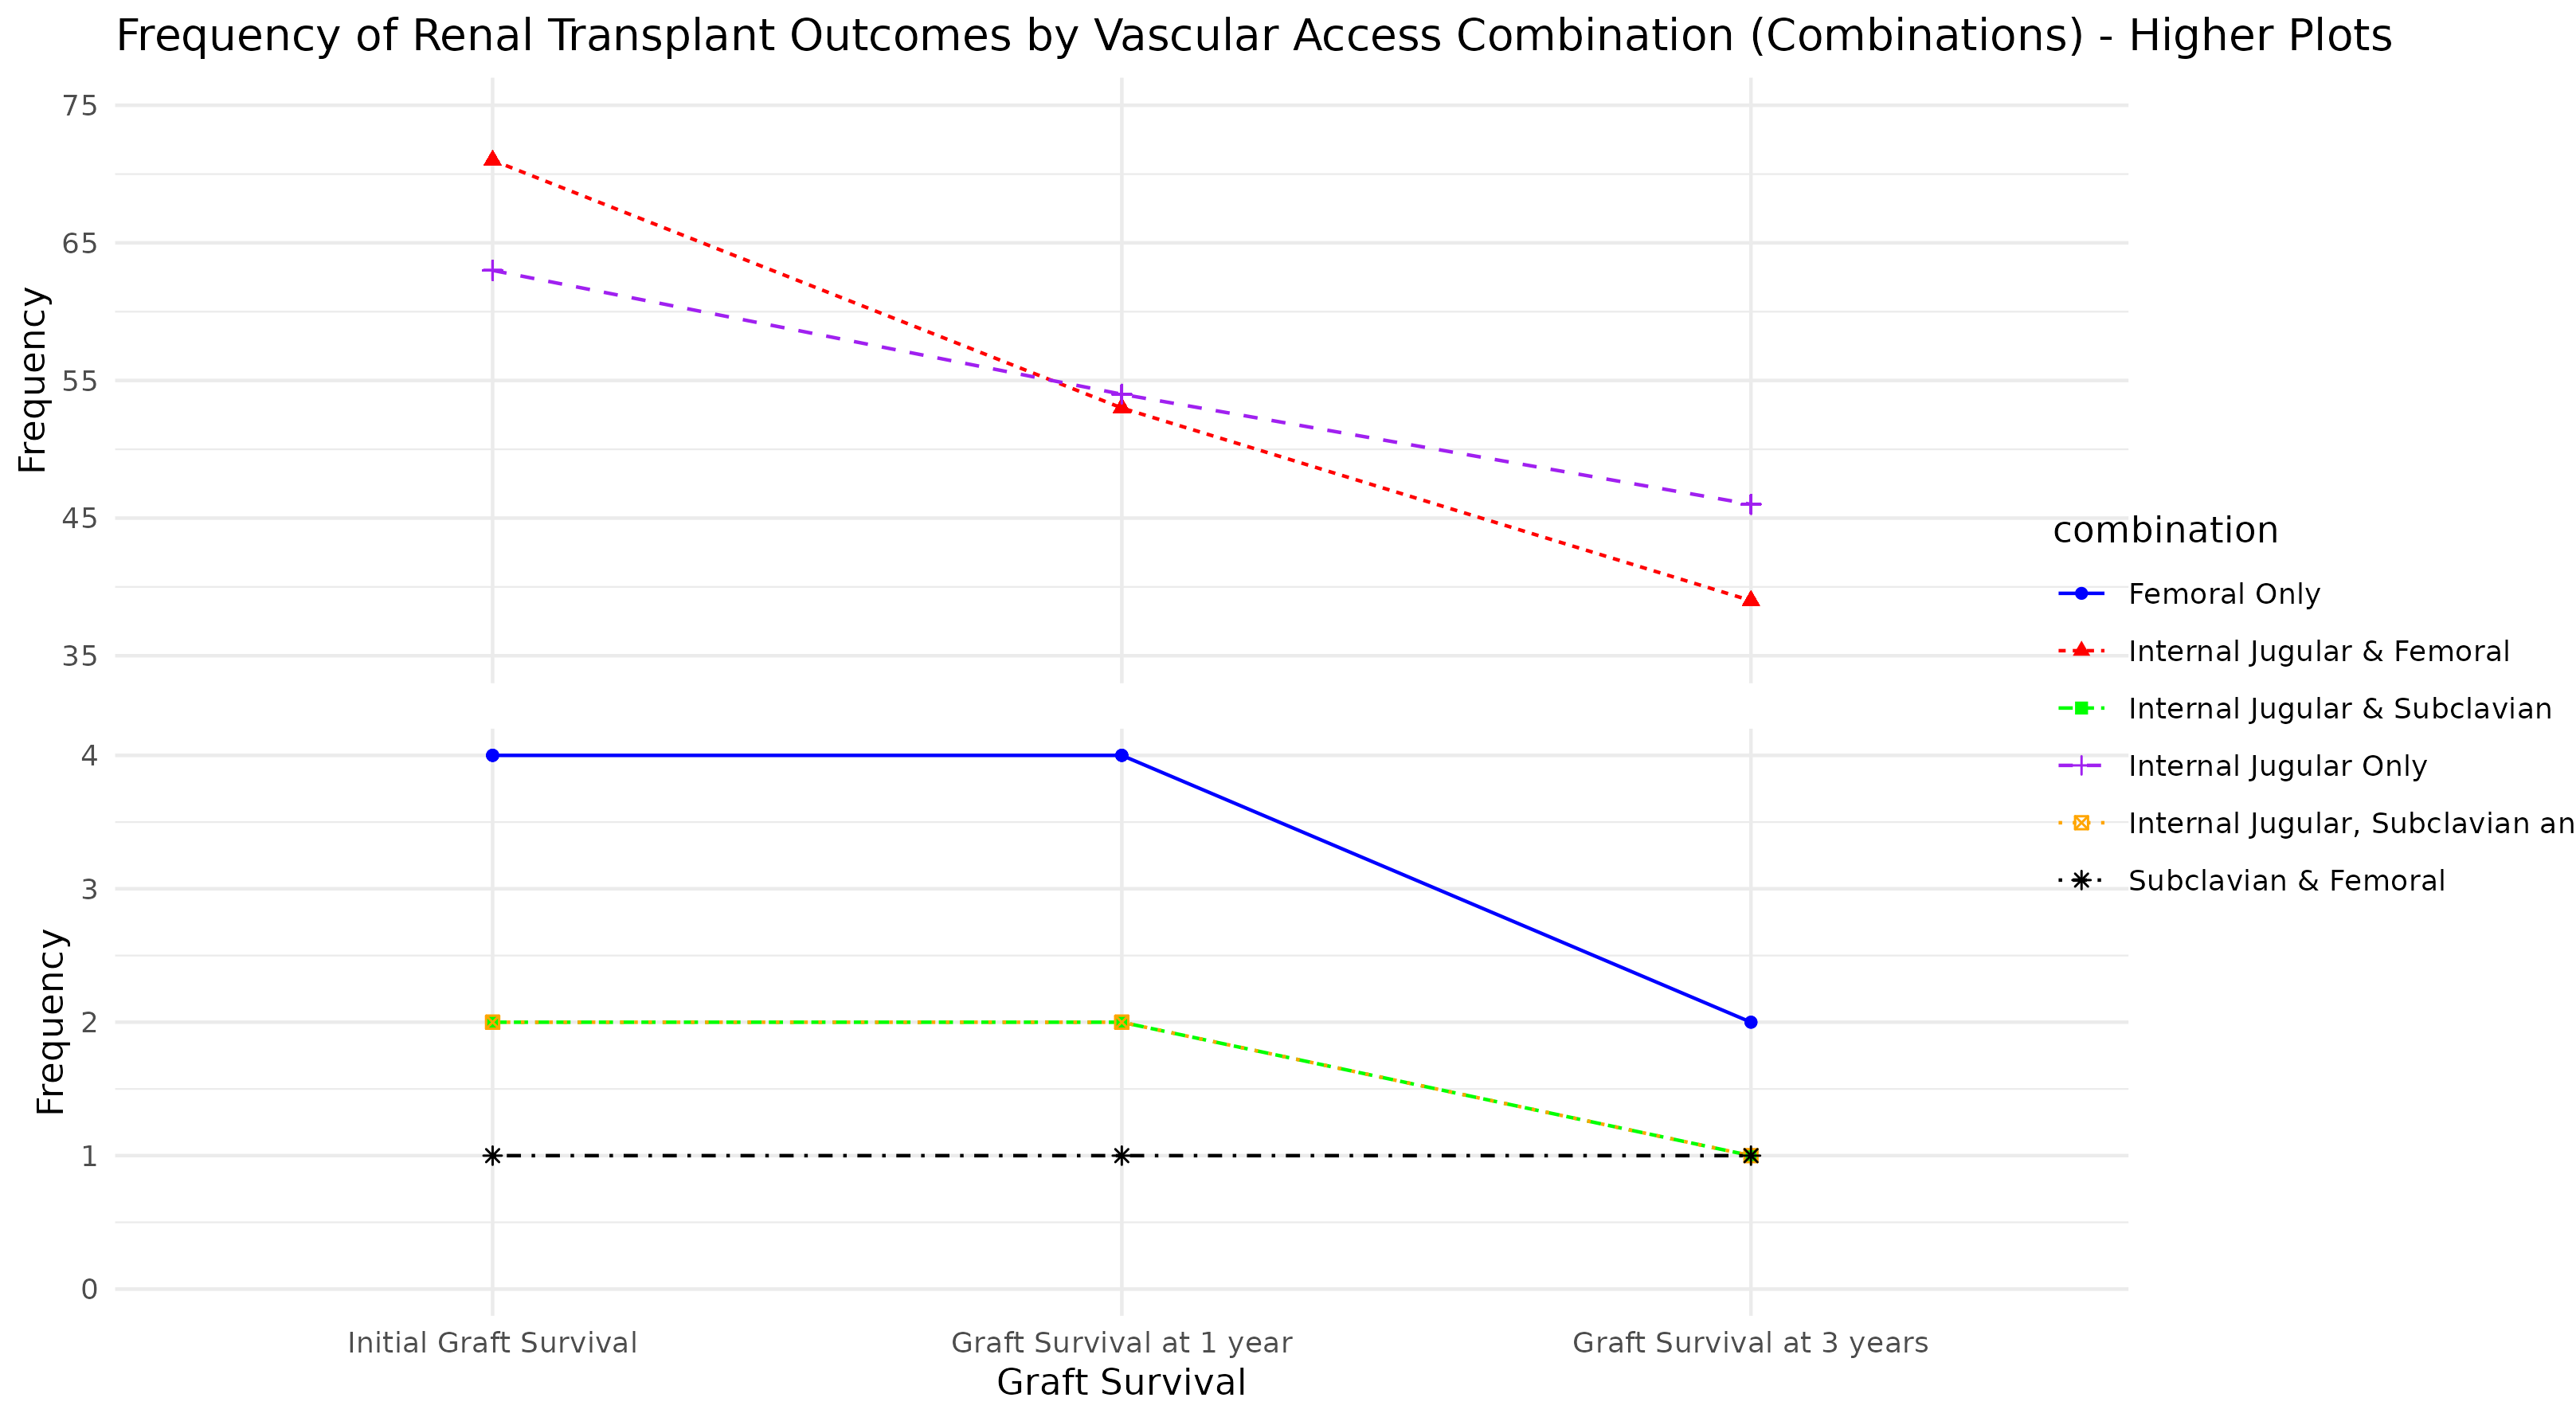 Frequency of Renal Transplant Outcomes by Vascular Access Combination (Combinations) - Higher Plots
75
65
55
45
35
Frequency
4
3
2
1
0
Frequency
Initial Graft Survival
Graft Survival at 1 year
Graft Survival at 3 years
Graft Survival
combination
Femoral Only
Internal Jugular & Femoral
Internal Jugular & Subclavian
Internal Jugular Only
Internal Jugular, Subclavian an
Subclavian & Femoral